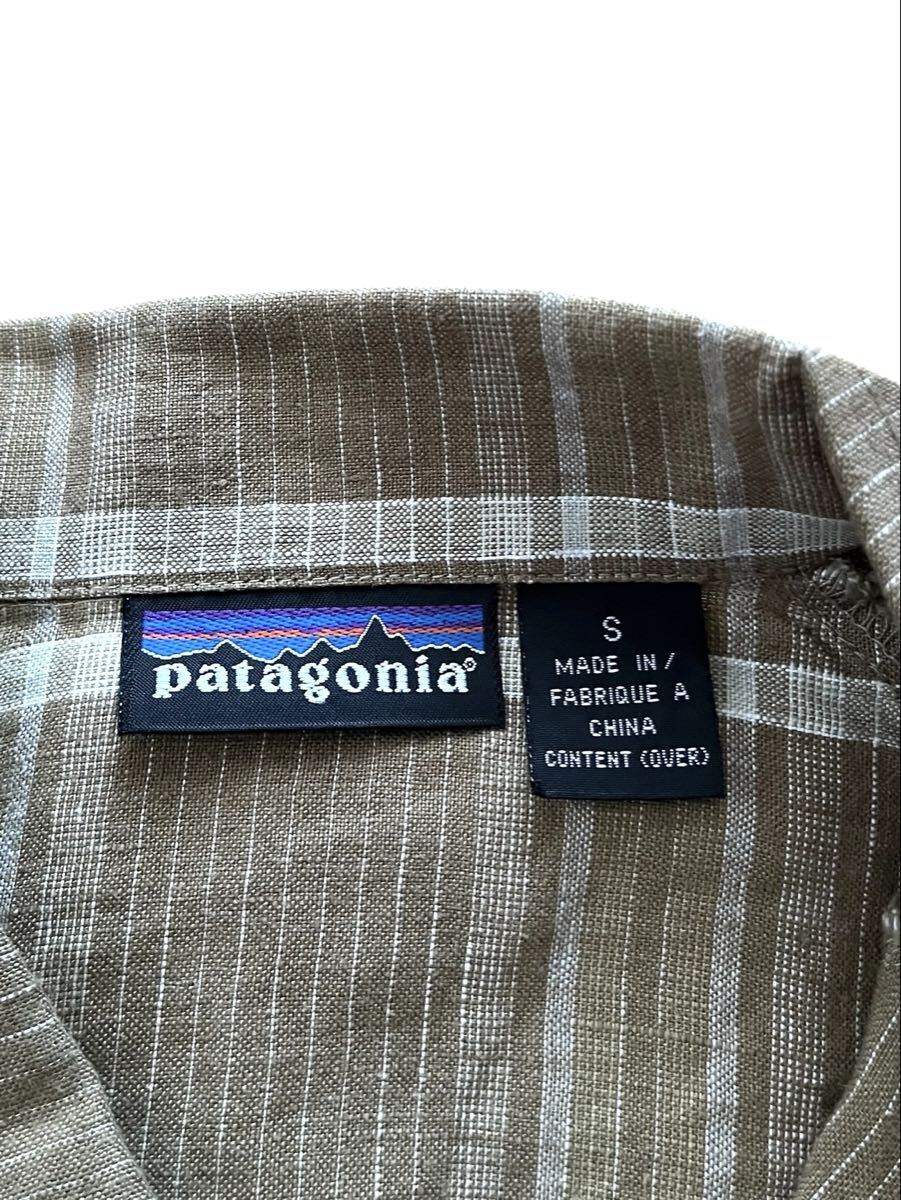 patagonia®
S
MADE IN /
FABRIQUE A
CHINA
CONTENT (OVER)